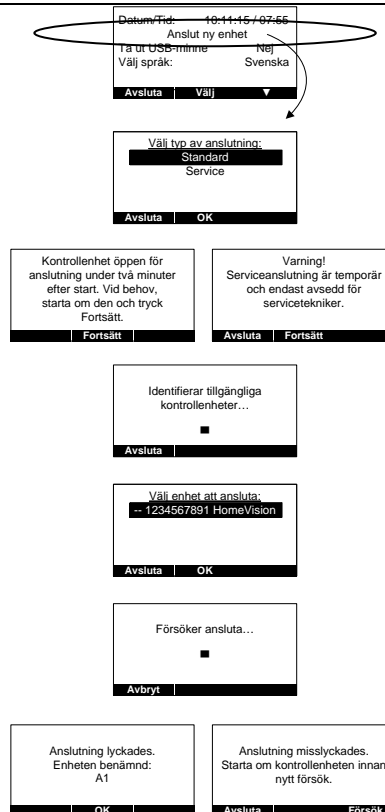 Datum/Tid: 10:11:15 / 07:55
Anslut ny enhet
Ta ut USB-minne Nej
Välj språk: Svenska
Avsluta Välj ▼
Välj typ av anslutning:
Standard
Service
Avsluta OK
Kontrollenhet öppen för
anslutning under två minuter
efter start. Vid behov,
starta om den och tryck
Fortsätt.
Fortsätt
Varning!
Serviceanslutning är temporär
och endast avsedd för
servicetekniker.
Avsluta Fortsätt
Identifierar tillgängliga
kontrollenheter…
Avsluta
Välj enhet att ansluta:
-- 1234567891 HomeVision
Avsluta OK
Försöker ansluta…
Avbryt
Anslutning lyckades.
Enheten benämnd:
A1
OK
Anslutning misslyckades.
Starta om kontrollenheten innan
nytt försök.
Avsluta Försök